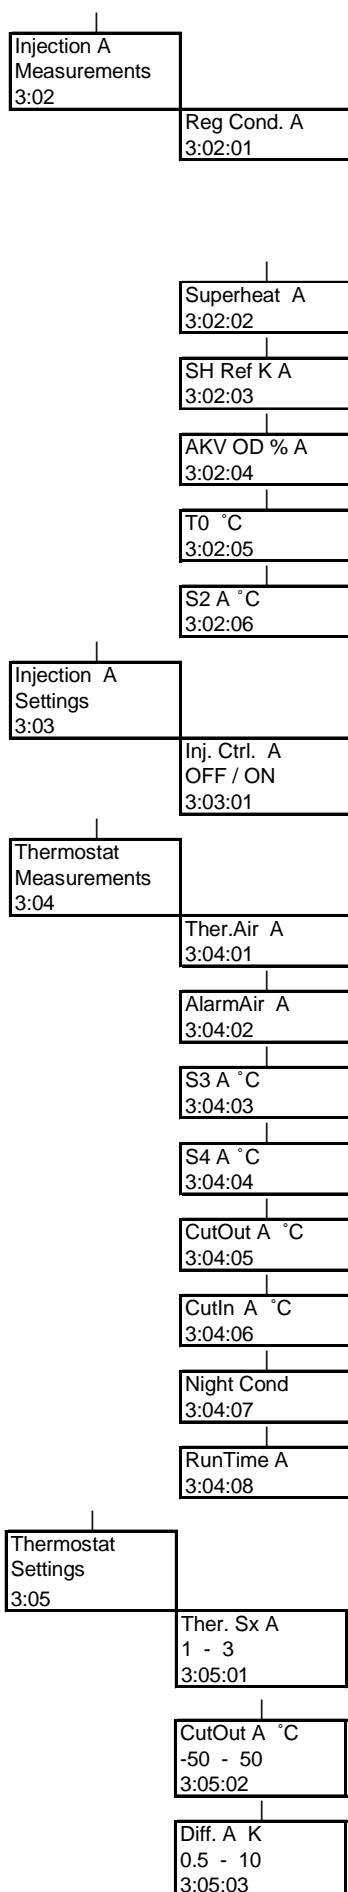 Injection A
Measurements
3:02
Reg Cond. A
3:02:01
Superheat A
3:02:02
SH Ref K A
3:02:03
AKV OD % A
3:02:04
T0 ˚C
3:02:05
S2 A ˚C
3:02:06
Injection A
Settings
3:03
Inj. Ctrl. A
OFF / ON
3:03:01
Thermostat
Measurements
3:04
Ther.Air A
3:04:01
AlarmAir A
3:04:02
S3 A ˚C
3:04:03
S4 A ˚C
3:04:04
CutOut A ˚C
3:04:05
CutIn A ˚C
3:04:06
Night Cond
3:04:07
RunTime A
3:04:08
Thermostat
Settings
3:05
Ther. Sx A
1 - 3
3:05:01
CutOut A ˚C
-50 - 50
3:05:02
Diff. A K
0.5 - 10
3:05:03